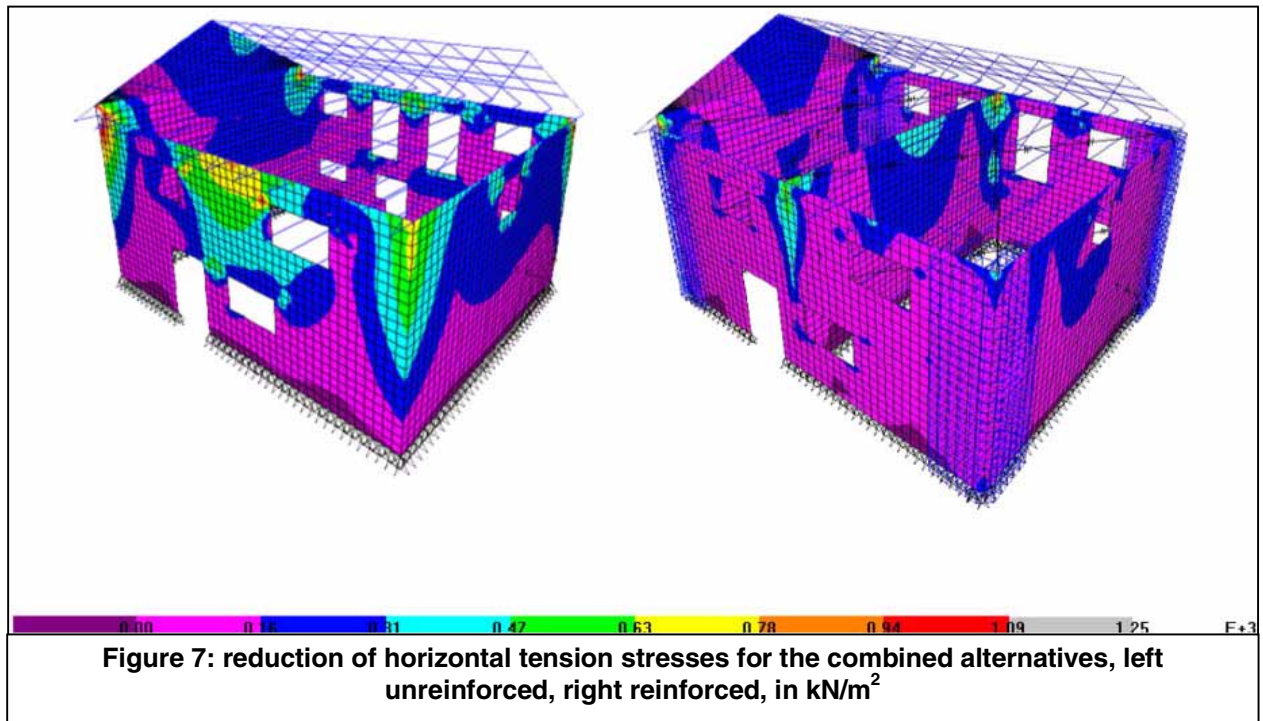 0.00 0.16 0.31 0.47 0.63 0.78 0.94 1.09 1.25 E+3
Figure 7: reduction of horizontal tension stresses for the combined alternatives, left
unreinforced, right reinforced, in kN/m²